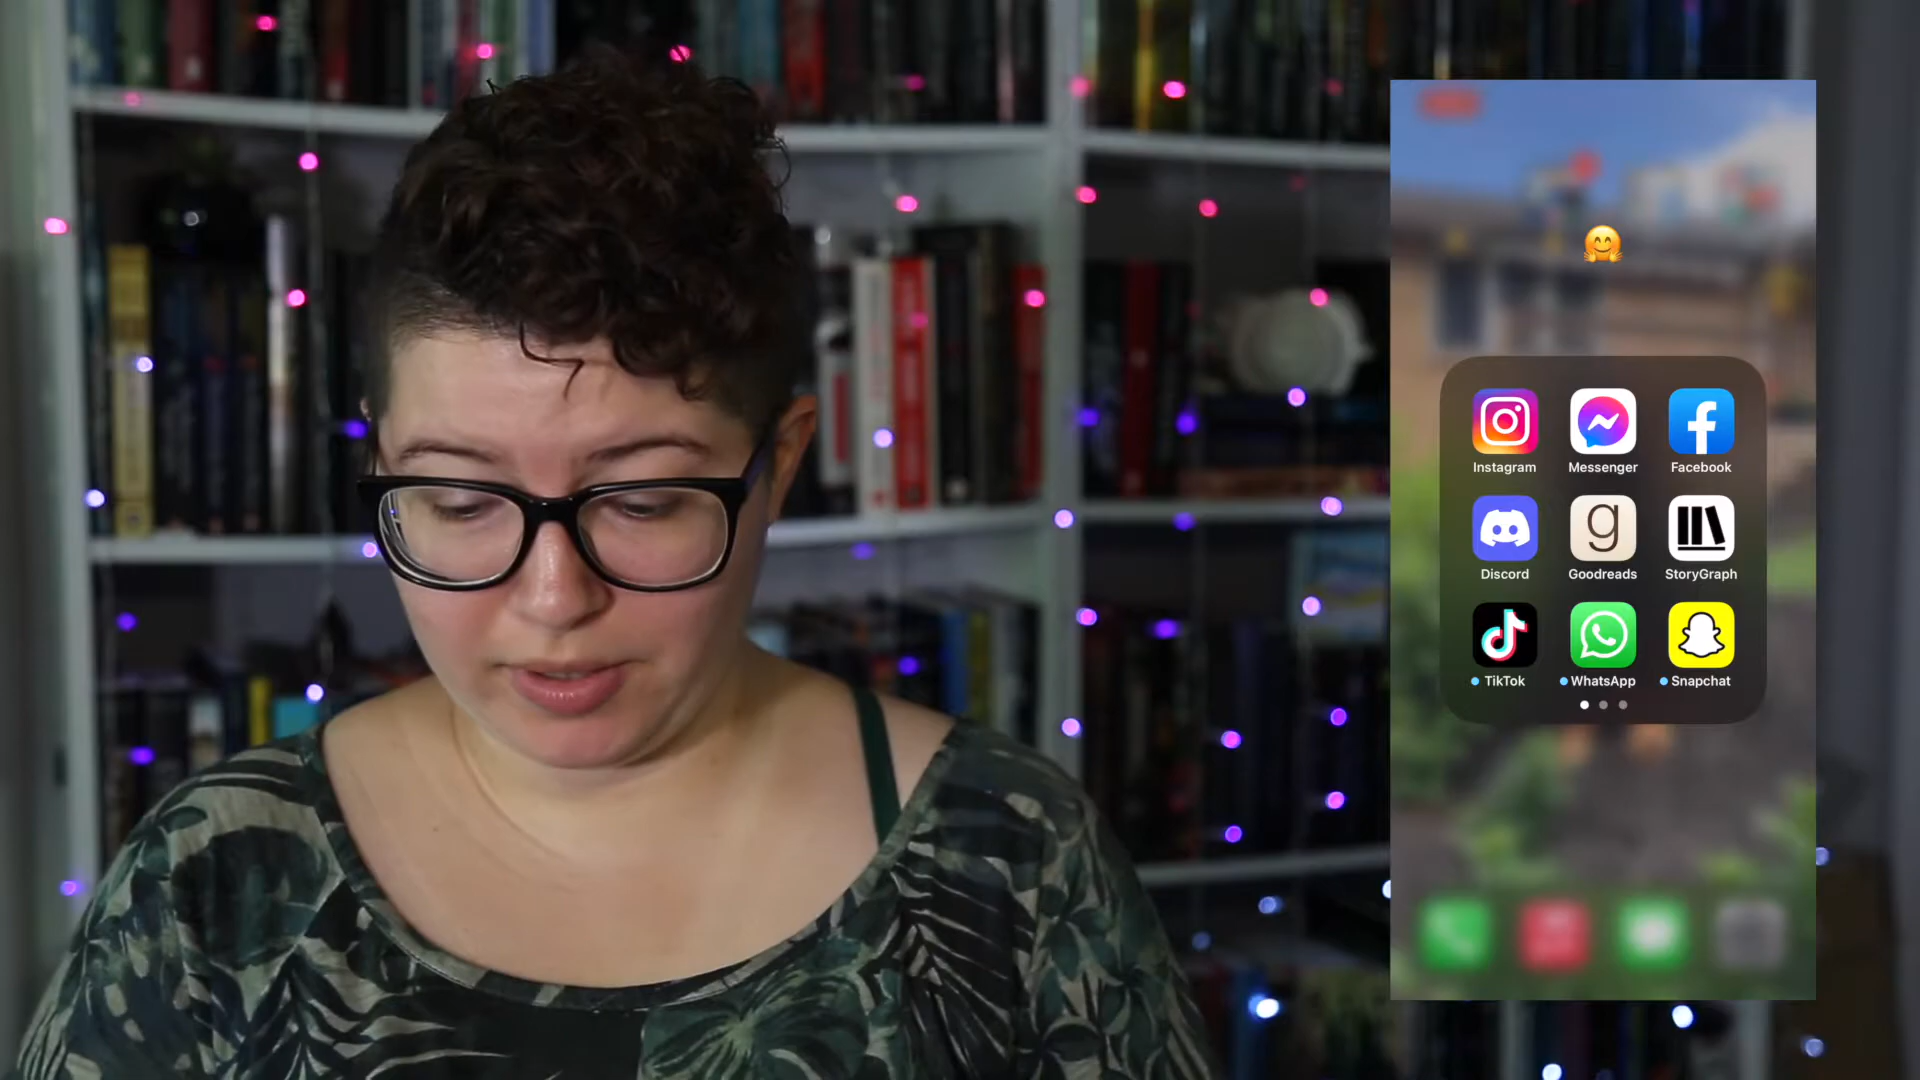 🤗
Instagram Messenger Facebook
Discord Goodreads StoryGraph
TikTok WhatsApp Snapchat